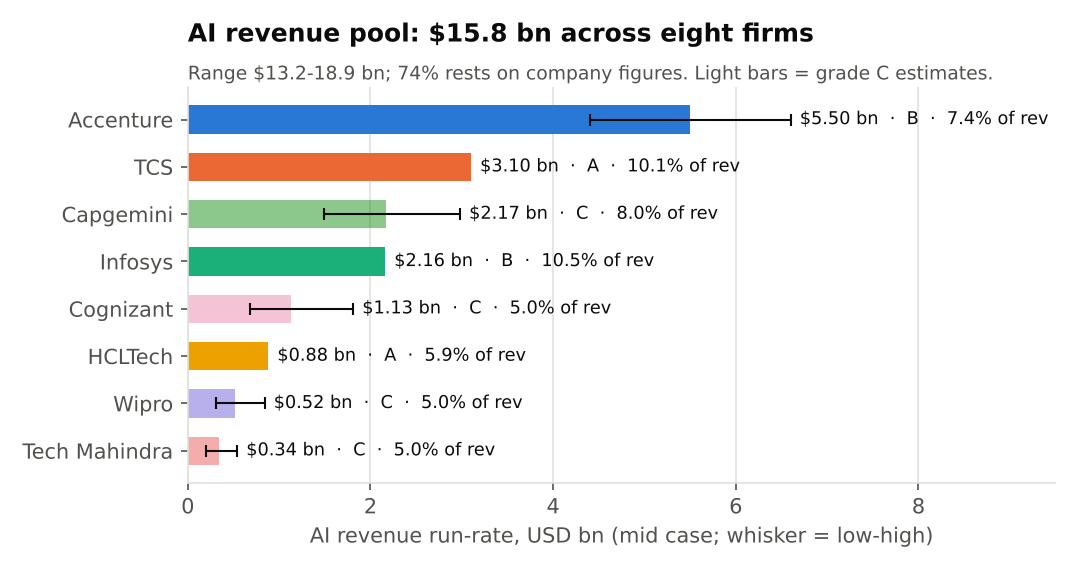 AI revenue pool: $15.8 bn across eight firms
Range $13.2-18.9 bn; 74% rests on company figures. Light bars = grade C estimates.
Accenture
$5.50 bn · B · 7.4% of rev
TCS
$3.10 bn · A · 10.1% of rev
Capgemini
$2.17 bn · C · 8.0% of rev
Infosys
$2.16 bn · B · 10.5% of rev
Cognizant
$1.13 bn · C · 5.0% of rev
HCLTech
$0.88 bn · A · 5.9% of rev
Wipro
$0.52 bn · C · 5.0% of rev
Tech Mahindra
$0.34 bn · C · 5.0% of rev
0 2 4 6 8
AI revenue run-rate, USD bn (mid case; whisker = low-high)